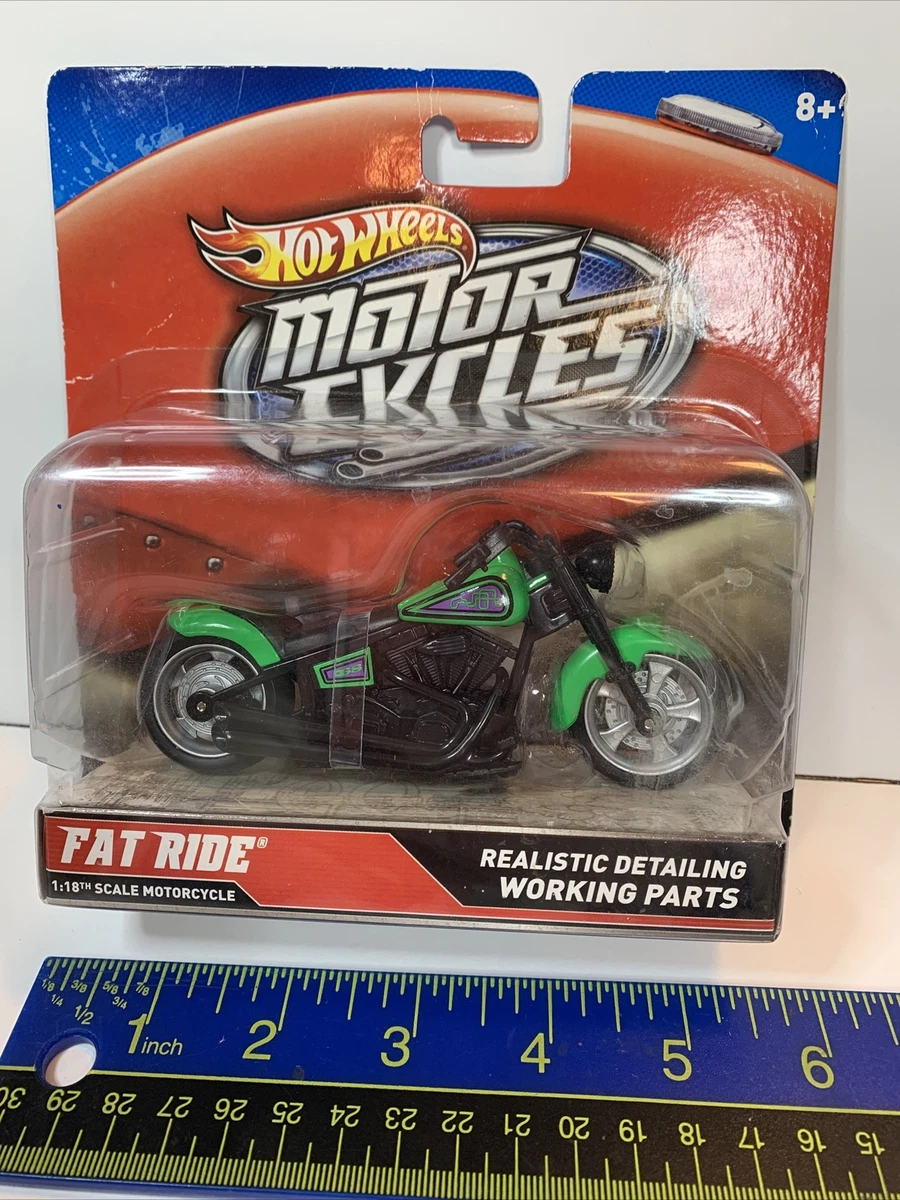 8+
HOT WHEELS
MOTOR
CYCLES
FAT RIDE®
1:18TH SCALE MOTORCYCLE
REALISTIC DETAILING
WORKING PARTS
1/8 3/8 5/8 7/8
1/4 3/4
1/2
1 inch 2 3 4 5 6
30 29 28 27 26 25 24 23 22 21 20 19 18 17 16 15